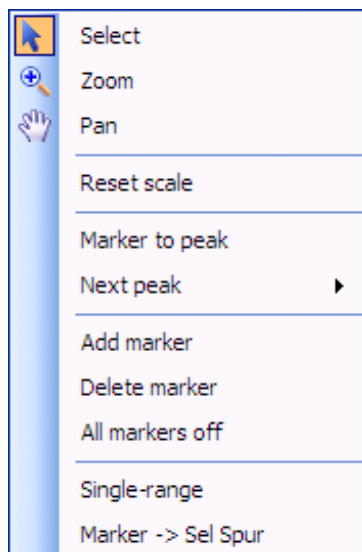 Select
Zoom
Pan
Reset scale
Marker to peak
Next peak
Add marker
Delete marker
All markers off
Single-range
Marker -> Sel Spur